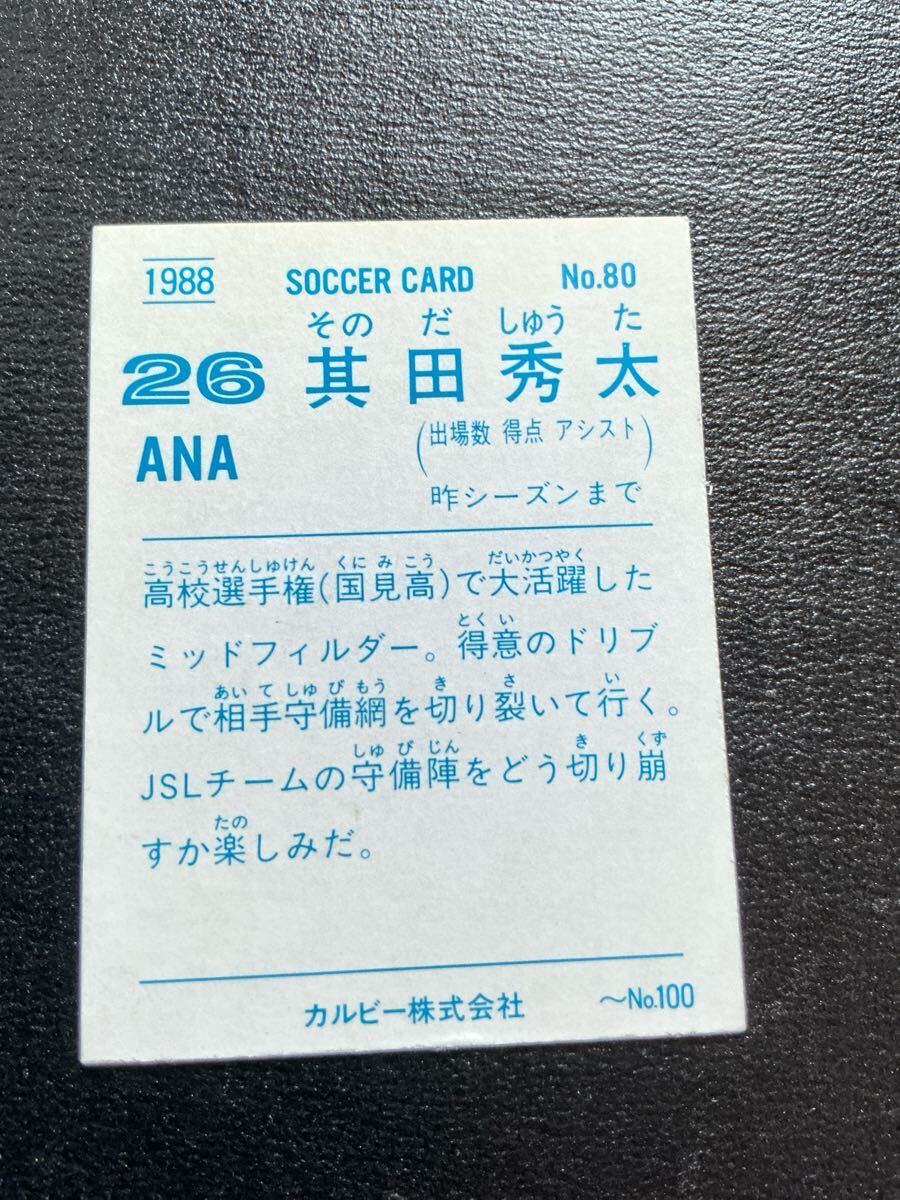 1988 SOCCER CARD No.80
その だ しゅう た
26 其田秀太
ANA
(出場数 得点 アシスト)
昨シーズンまで
こうこうせんしゅけん くにみこう だいかつやく
高校選手権(国見高)で大活躍した
とくい
ミッドフィルダー。得意のドリブ
あいてしゅびもう き さ い
ルで相手守備網を切り裂いて行く。
しゅびじん き くず
JSLチームの守備陣をどう切り崩
たの
すか楽しみだ。
カルビー株式会社 〜No.100